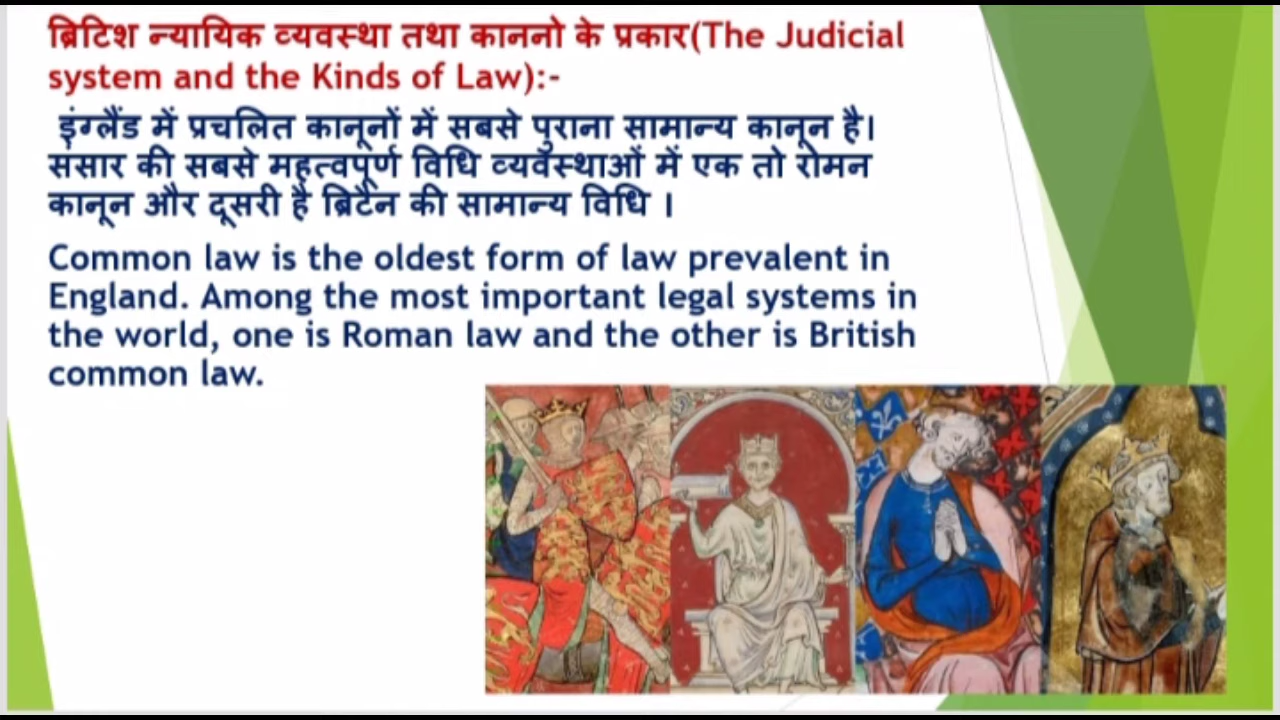 ब्रिटिश न्यायिक व्यवस्था तथा काननो के प्रकार(The Judicial
system and the Kinds of Law):-
इंग्लैंड में प्रचलित कानूनों में सबसे पुराना सामान्य कानून है।
ससार की सबसे महत्वपूर्ण विधि व्यवस्थाओं में एक तो रोमन
कानून और दूसरी है ब्रिटेन की सामान्य विधि ।
Common law is the oldest form of law prevalent in
England. Among the most important legal systems in
the world, one is Roman law and the other is British
common law.